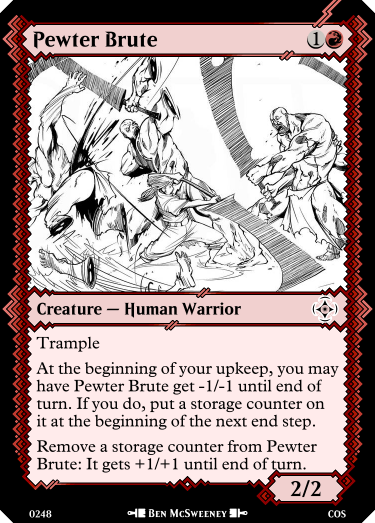 Pewter Brute 1
Creature — Human Warrior
Trample
At the beginning of your upkeep, you may
have Pewter Brute get -1/-1 until end of
turn. If you do, put a storage counter on
it at the beginning of the next end step.
Remove a storage counter from Pewter
Brute: It gets +1/+1 until end of turn.
2/2
0248 Ben McSweeney COS